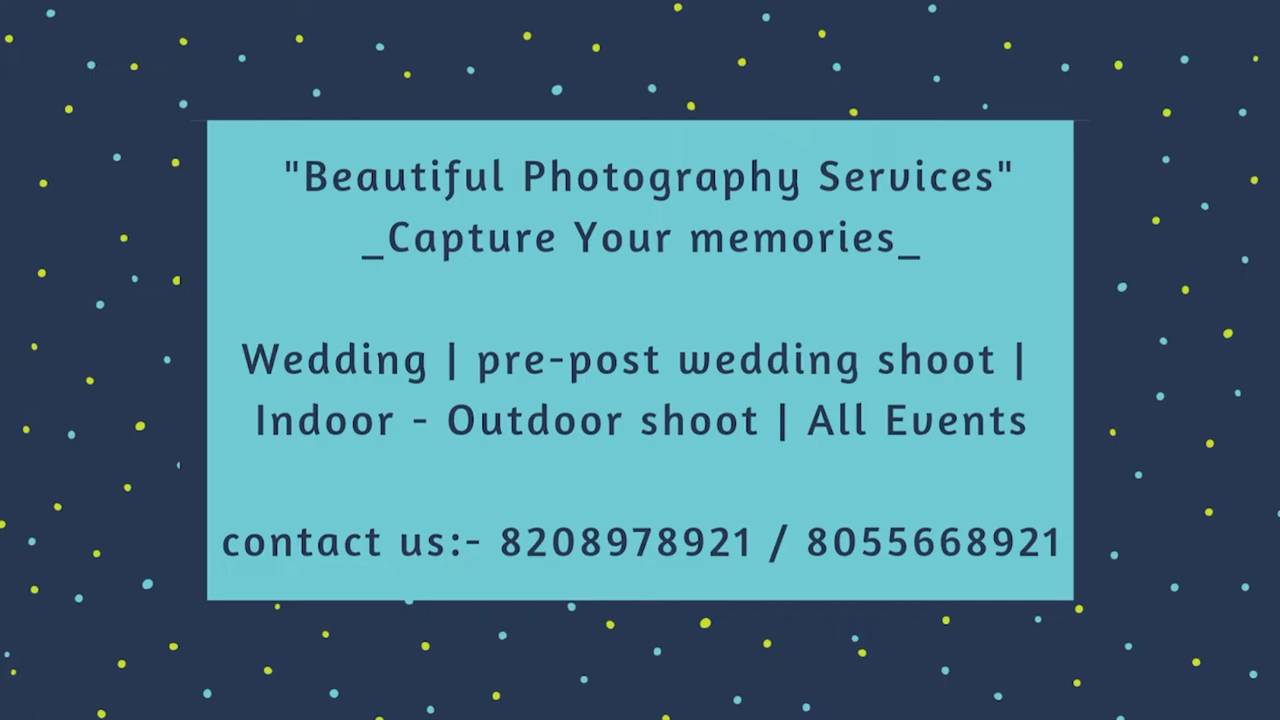 "Beautiful Photography Services"
_Capture Your memories_
Wedding | pre-post wedding shoot |
Indoor - Outdoor shoot | All Events
contact us:- 8208978921 / 8055668921